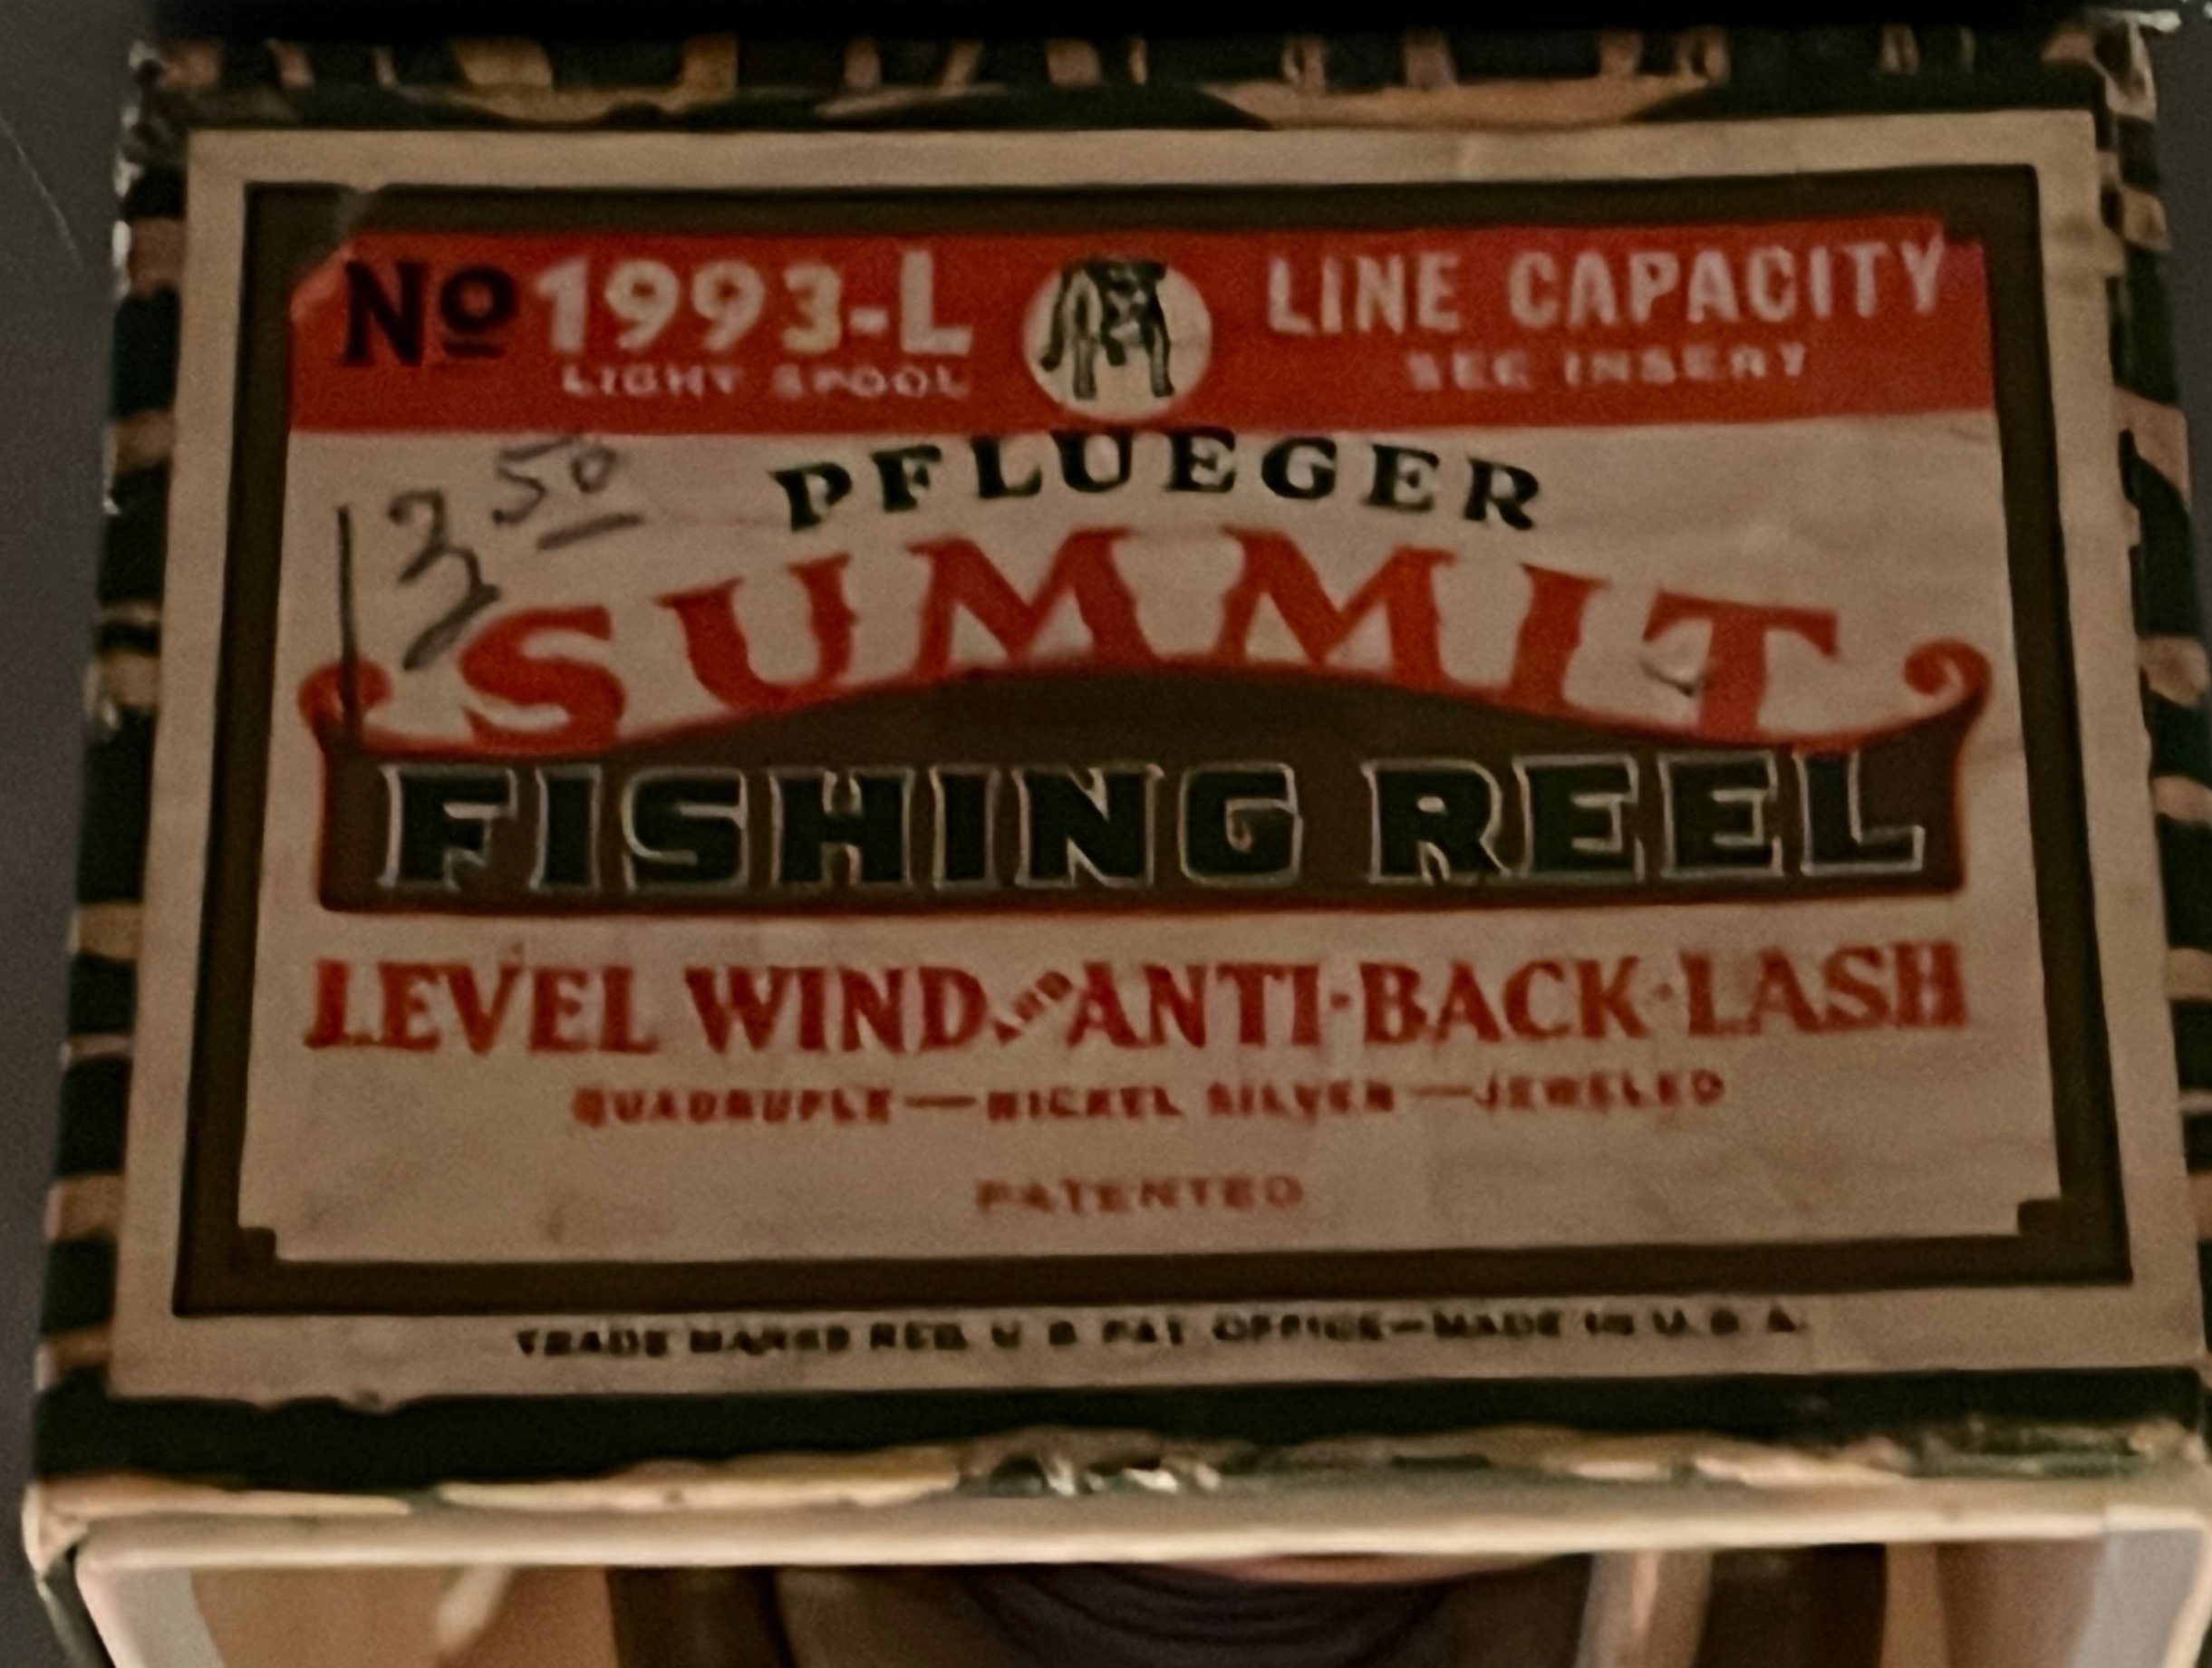 No 1993-L
LIGHT SPOOL
LINE CAPACITY
SEE INSERT
50
PFLUEGER
SUMMIT
FISHING REEL
LEVEL WIND AND ANTI-BACK-LASH
QUADRUPLE—NICKEL SILVER—JEWELED
PATENTED
TRADE MARKS REG. U S PAT OFFICE—MADE IN U.S.A.